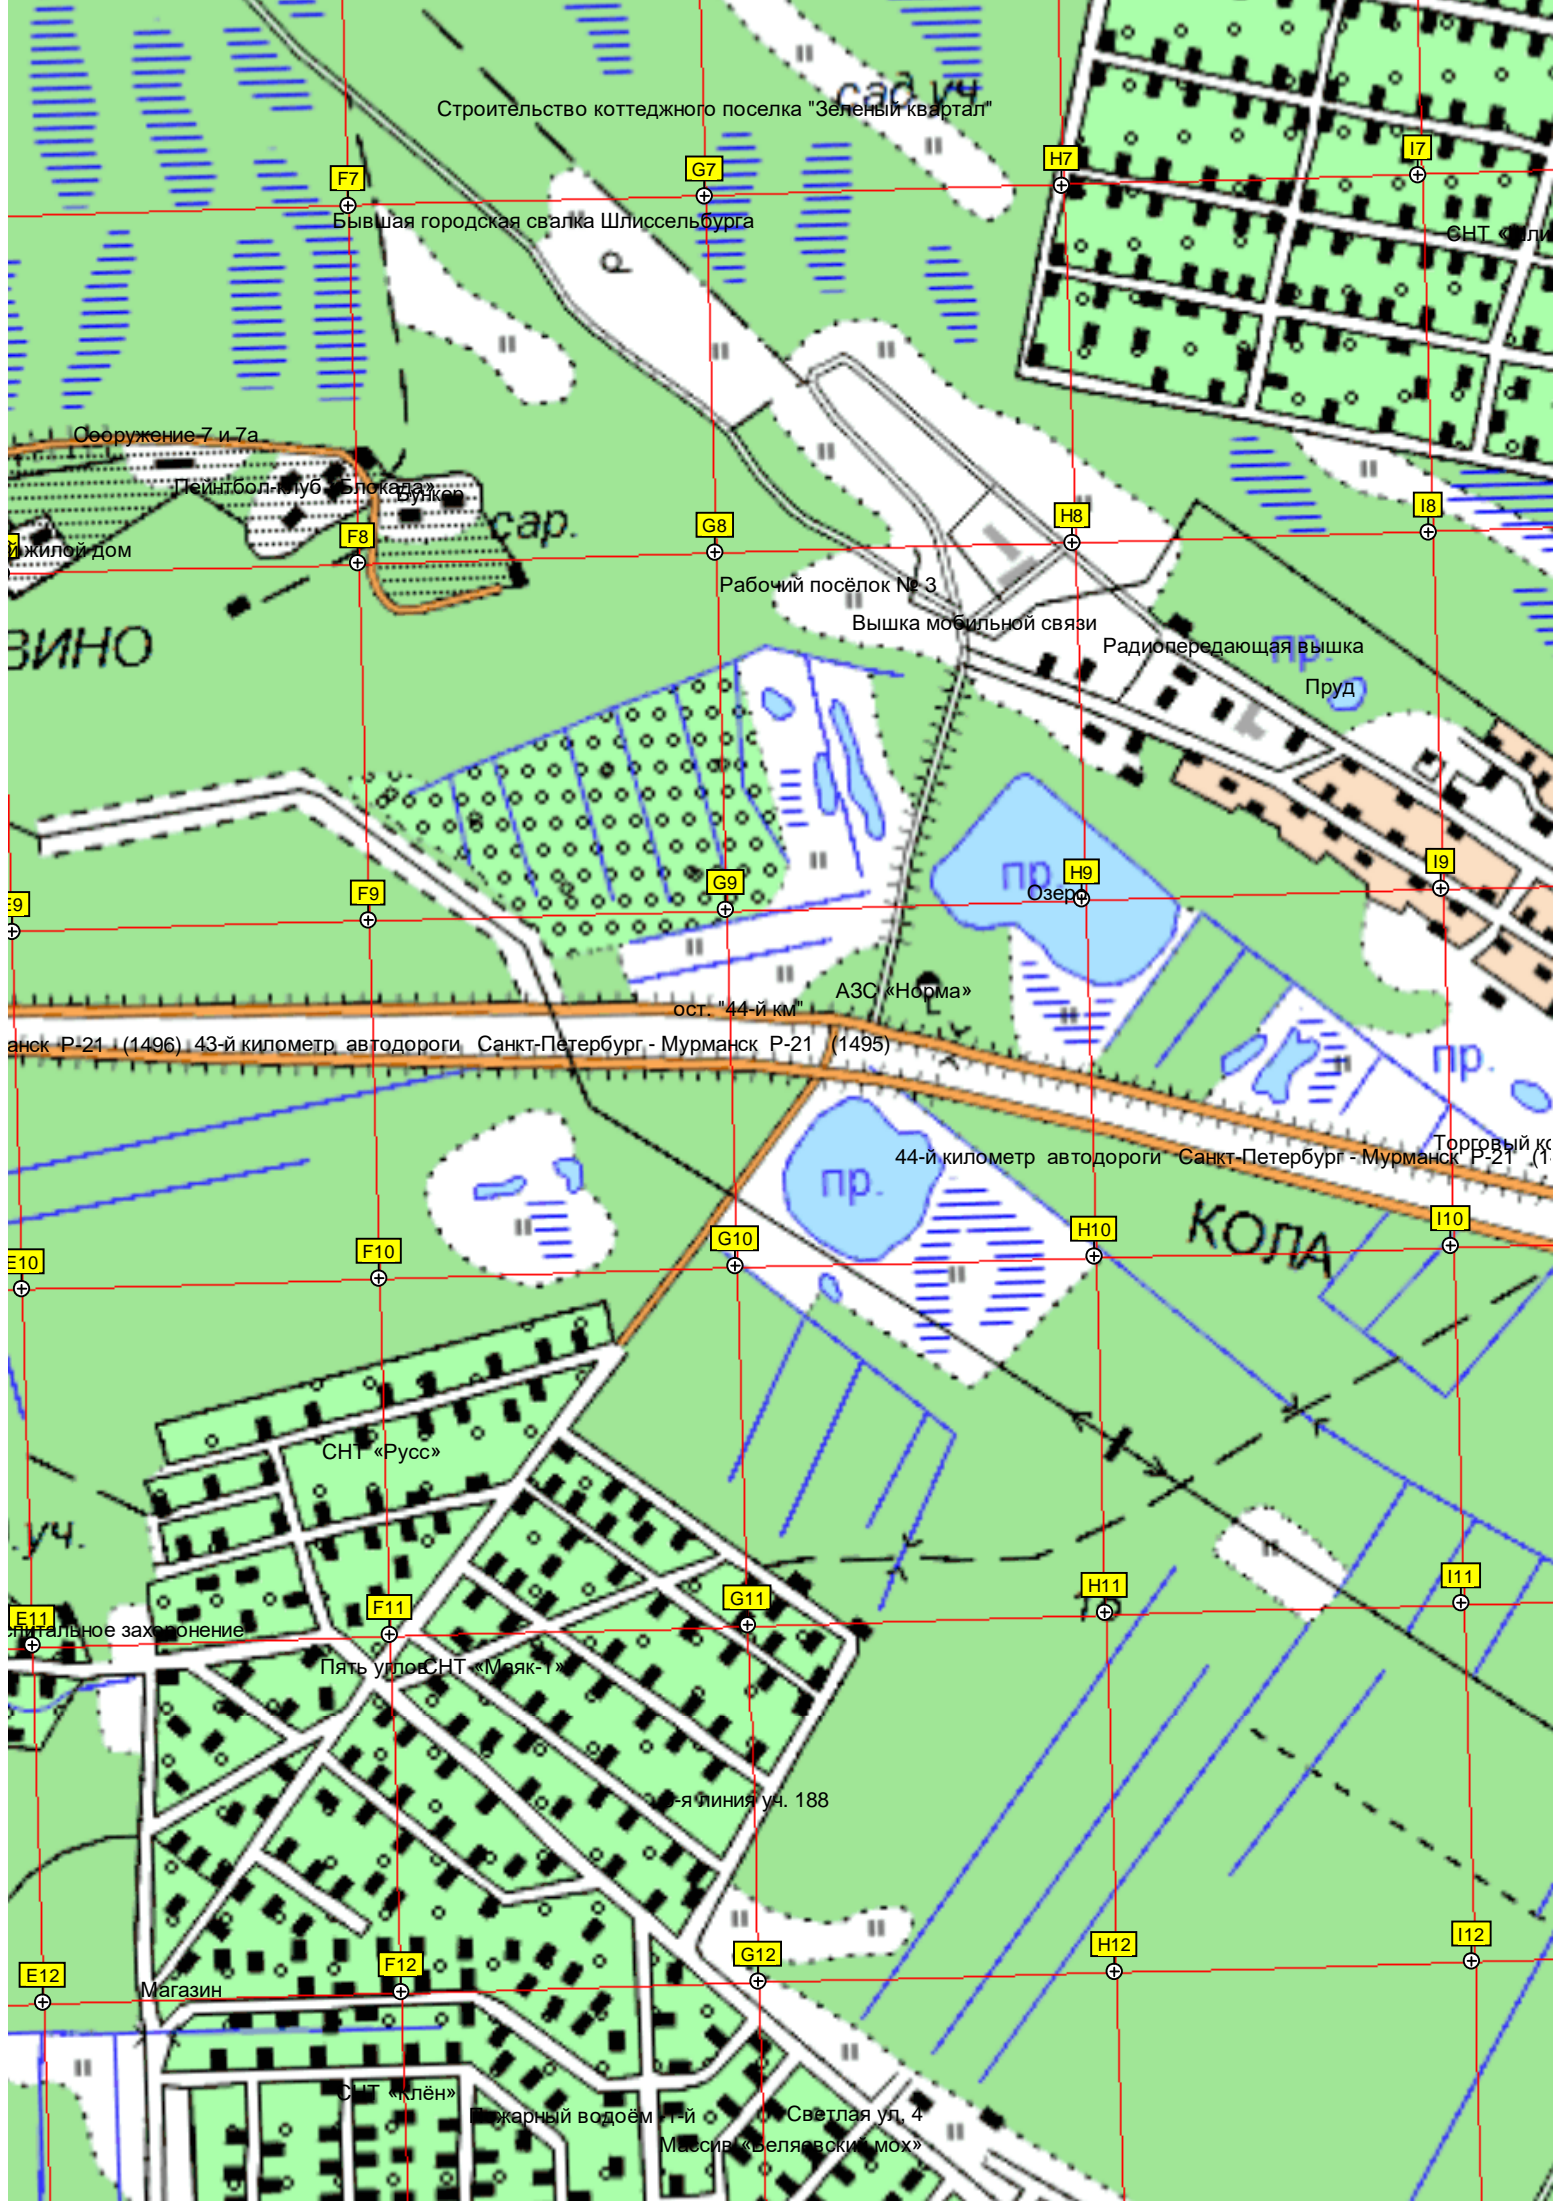 сад.уч.
Строительство коттеджного поселка "Зеленый квартал"
F7
G7
H7
I7
Бывшая городская свалка Шлиссельбурга
СНТ
Сооружение 7 и 7а
Пейнтбол-клуб «Блокада»
Бункер
сар.
F8
G8
H8
I8
й жилой дом
Рабочий посёлок № 3
Вышка мобильной связи
Радиопередающая вышка
пр.
Пруд
ВИНО
E9
F9
G9
H9
I9
пр.
Озеро
АЗС «Норма»
ост. "44-й км"
анск Р-21 (1496) 43-й километр автодороги Санкт-Петербург - Мурманск Р-21 (1495)
пр.
Торговый
44-й километр автодороги Санкт-Петербург - Мурманск Р-21
пр.
КОЛА
E10
F10
G10
H10
I10
СНТ «Русс»
уч.
E11
F11
G11
H11
I11
спитальное захоронение
Пять углов
СНТ «Маяк-1»
-я линия уч. 188
E12
F12
G12
H12
I12
Магазин
СНТ «Клён»
Пожарный водоём 1-й
Светлая ул, 4
Массив «Беляевский мох»